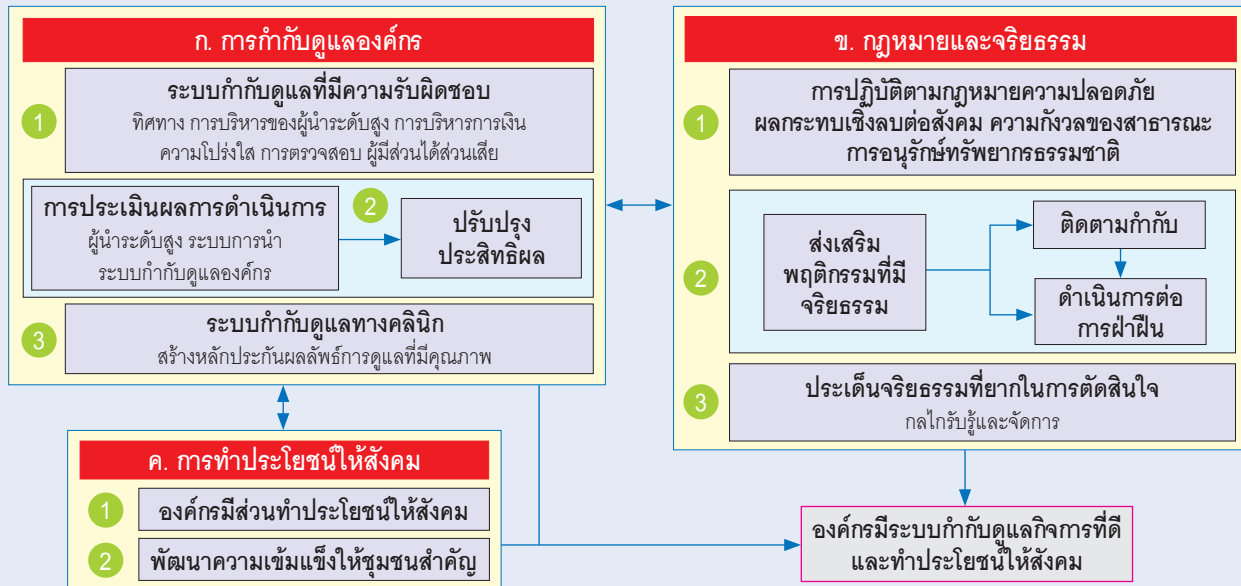 ก. การกำกับดูแลองค์กร
1
ระบบกำกับดูแลที่มีความรับผิดชอบ
ทิศทาง การบริหารของผู้นำระดับสูง การบริหารการเงิน
ความโปร่งใส การตรวจสอบ ผู้มีส่วนได้ส่วนเสีย
การประเมินผลการดำเนินการ
ผู้นำระดับสูง ระบบการนำ
ระบบกำกับดูแลองค์กร
2
ปรับปรุง
ประสิทธิผล
3
ระบบกำกับดูแลทางคลินิก
สร้างหลักประกันผลลัพธ์การดูแลที่มีคุณภาพ
ข. กฎหมายและจริยธรรม
1
การปฏิบัติตามกฎหมายความปลอดภัย
ผลกระทบเชิงลบต่อสังคม ความกังวลของสาธารณะ
การอนุรักษ์ทรัพยากรธรรมชาติ
2
ส่งเสริม
พฤติกรรมที่มี
จริยธรรม
ติดตามกำกับ
ดำเนินการต่อ
การฝ่าฝืน
3
ประเด็นจริยธรรมที่ยากในการตัดสินใจ
กลไกรับรู้และจัดการ
ค. การทำประโยชน์ให้สังคม
1
องค์กรมีส่วนทำประโยชน์ให้สังคม
2
พัฒนาความเข้มแข็งให้ชุมชนสำคัญ
องค์กรมีระบบกำกับดูแลกิจการที่ดี
และทำประโยชน์ให้สังคม